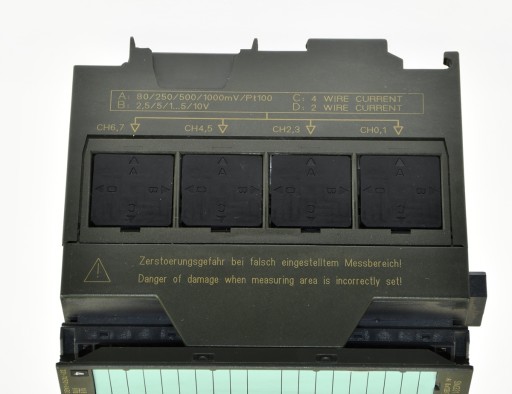 A: 80/250/500/1000mV/Pt100 C: 4 WIRE CURRENT
B: 2,5/5/1...5/10V D: 2 WIRE CURRENT
CH6,7 CH4,5 CH2,3 CH0,1
A A A A
D B D B D B D B
C C C C
Zerstoerungsgefahr bei falsch eingestelltem Messbereich!
Danger of damage when measuring area is incorrectly set!